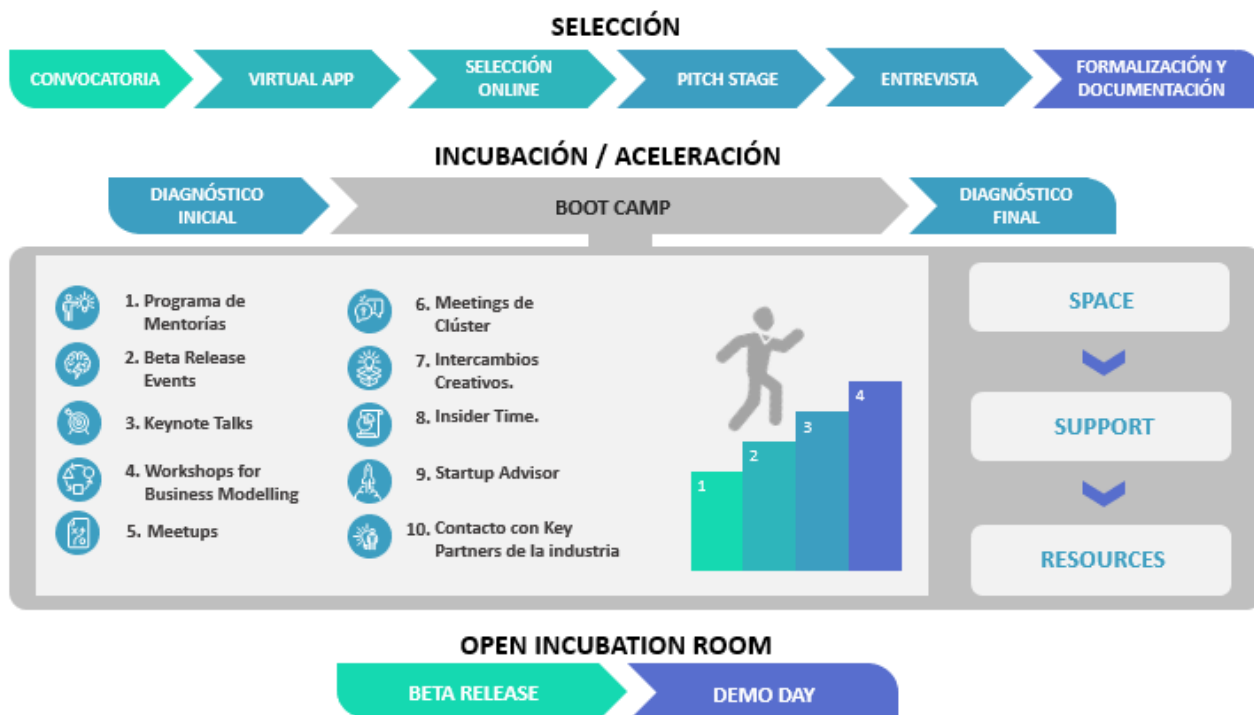 SELECCIÓN
CONVOCATORIA
VIRTUAL APP
SELECCIÓN
ONLINE
PITCH STAGE
ENTREVISTA
FORMALIZACIÓN Y
DOCUMENTACIÓN
INCUBACIÓN / ACELERACIÓN
DIAGNÓSTICO
INICIAL
BOOT CAMP
DIAGNÓSTICO
FINAL
1. Programa de
Mentorías
2. Beta Release
Events
3. Keynote Talks
4. Workshops for
Business Modelling
5. Meetups
6. Meetings de
Clúster
7. Intercambios
Creativos.
8. Insider Time.
9. Startup Advisor
10. Contacto con Key
Partners de la industria
1
2
3
4
SPACE
SUPPORT
RESOURCES
OPEN INCUBATION ROOM
BETA RELEASE
DEMO DAY